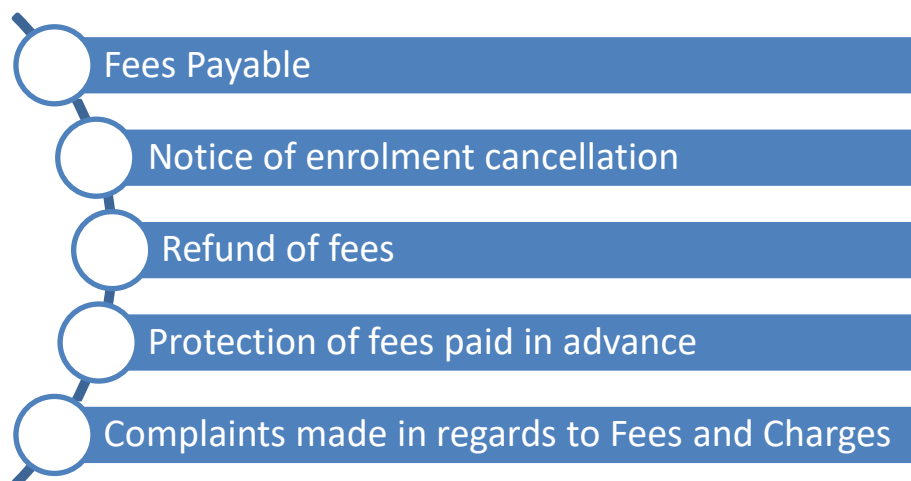 Fees Payable
Notice of enrolment cancellation
Refund of fees
Protection of fees paid in advance
Complaints made in regards to Fees and Charges